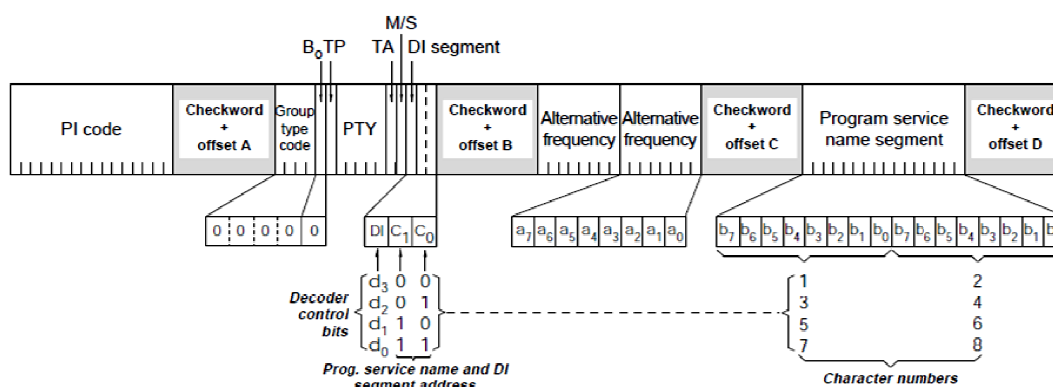 M/S
B₀TP TA DI segment
PI code
Checkword
+
offset A
Group
type
code
PTY
Checkword
+
offset B
Alternative
frequency
Alternative
frequency
Checkword
+
offset C
Program service
name segment
Checkword
+
offset D
0 0 0 0 0
DI C₁ C₀
a₇ a₆ a₅ a₄ a₃ a₂ a₁ a₀
b₇ b₆ b₅ b₄ b₃ b₂ b₁ b₀ b₇ b₆ b₅ b₄ b₃ b₂ b₁
Decoder
control
bits
d₃ 0 0
d₂ 0 1
d₁ 1 0
d₀ 1 1
1 2
3 4
5 6
7 8
Prog. service name and DI
segment address
Character numbers